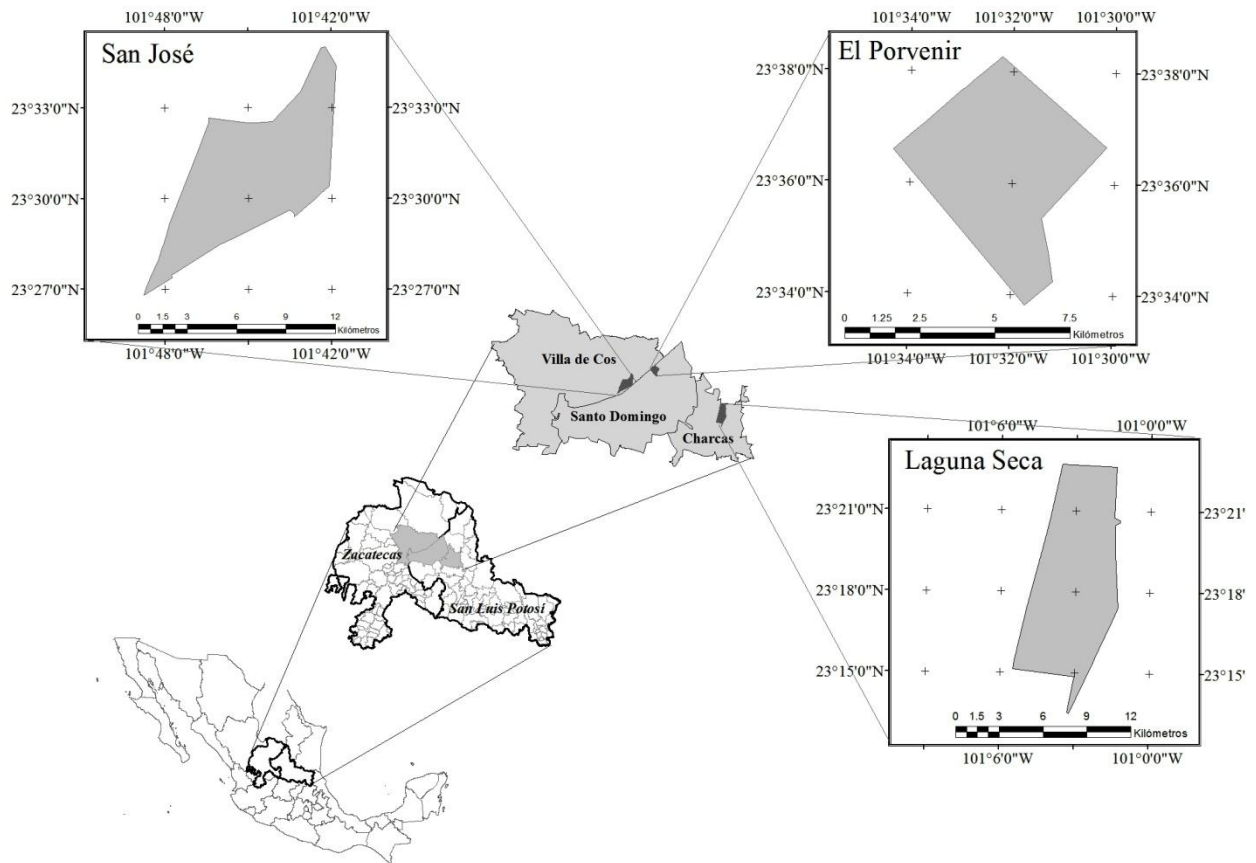 101°48'0"W 101°42'0"W
San José
23°33'0"N 23°33'0"N
23°30'0"N 23°30'0"N
23°27'0"N 23°27'0"N
0 1.5 3 6 9 12
Kilómetros
101°48'0"W 101°42'0"W
101°34'0"W 101°32'0"W 101°30'0"W
El Porvenir
23°38'0"N 23°38'0"N
23°36'0"N 23°36'0"N
23°34'0"N 23°34'0"N
0 1.25 2.5 5 7.5
Kilómetros
101°34'0"W 101°32'0"W 101°30'0"W
Villa de Cos
Santo Domingo
Charcas
101°6'0"W 101°0'0"W
Laguna Seca
23°21'0"N 23°21'
23°18'0"N 23°18'
23°15'0"N 23°15'
0 1.5 3 6 9 12
Kilómetros
101°6'0"W 101°0'0"W
Zacatecas
San Luis Potosí